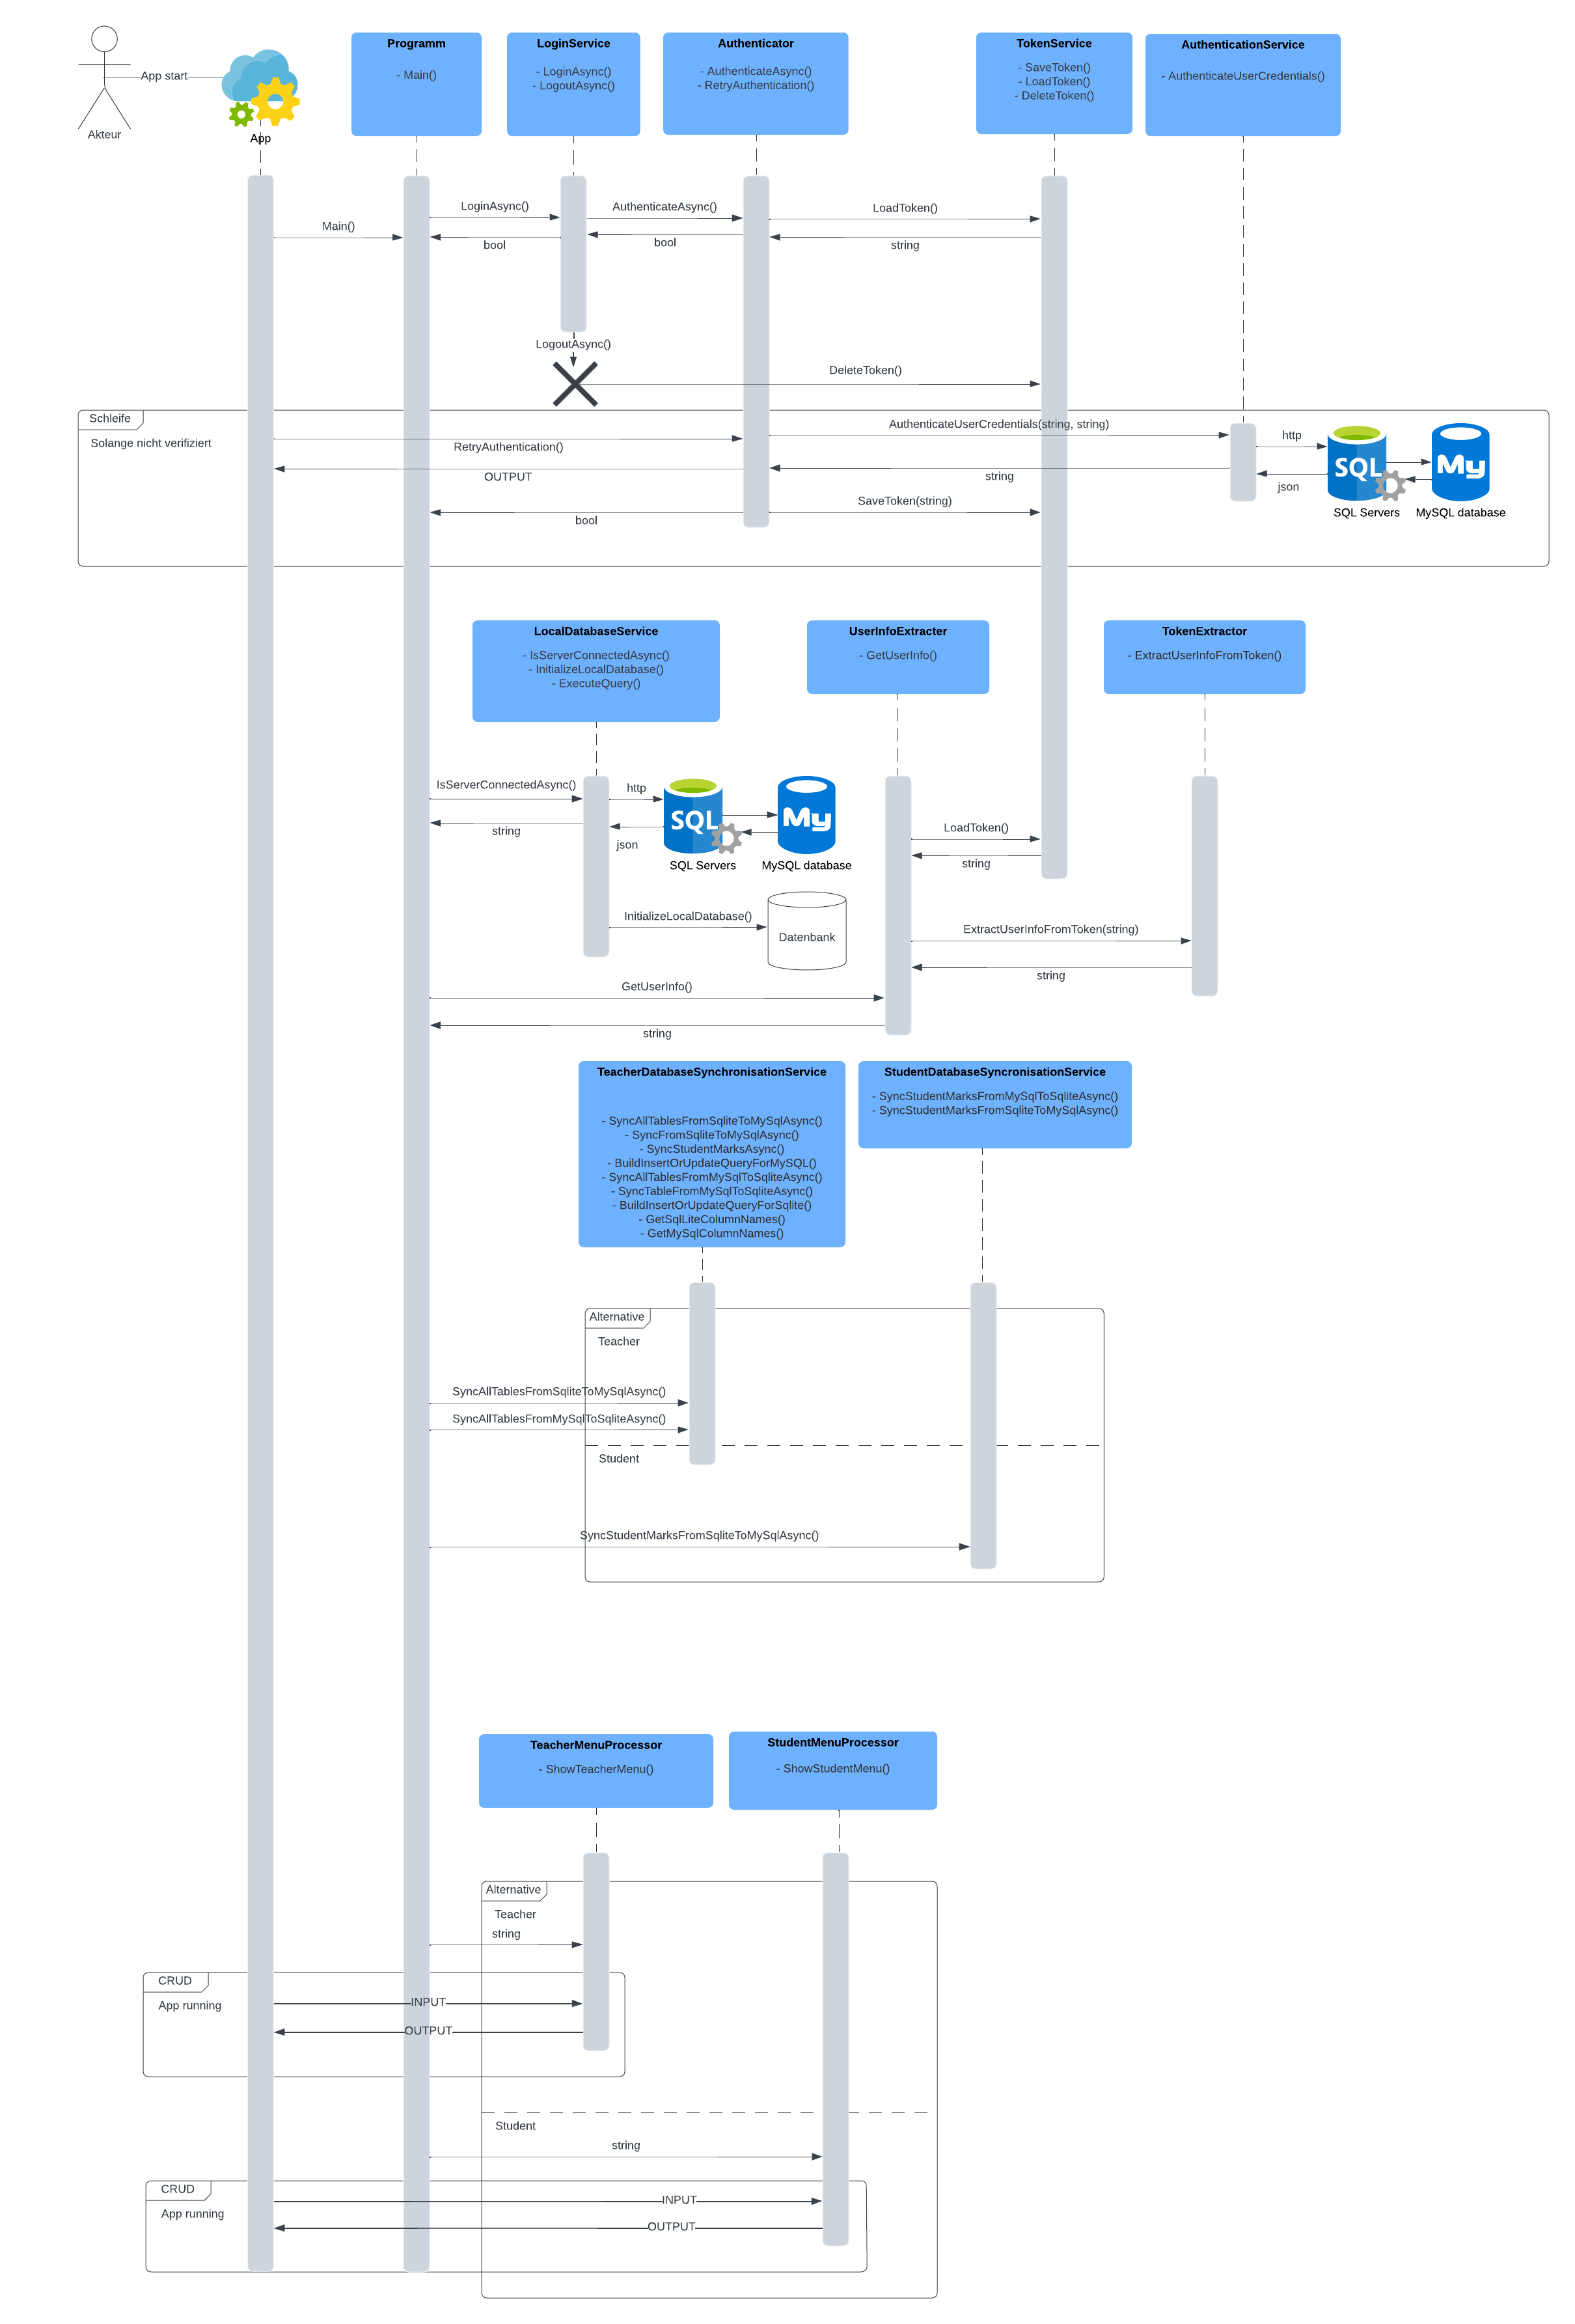 Akteur
App start
App
Programm
- Main()
LoginService
- LoginAsync()
- LogoutAsync()
Authenticator
- AuthenticateAsync()
- RetryAuthentication()
TokenService
- SaveToken()
- LoadToken()
- DeleteToken()
AuthenticationService
- AuthenticateUserCredentials()
LoginAsync()
AuthenticateAsync()
LoadToken()
Main()
bool
bool
string
LogoutAsync()
DeleteToken()
Schleife
Solange nicht verifiziert
AuthenticateUserCredentials(string, string)
http
RetryAuthentication()
SQL
My
OUTPUT
string
json
SaveToken(string)
bool
SQL Servers
MySQL database
LocalDatabaseService
- IsServerConnectedAsync()
- InitializeLocalDatabase()
- ExecuteQuery()
UserInfoExtracter
- GetUserInfo()
TokenExtractor
- ExtractUserInfoFromToken()
IsServerConnectedAsync()
http
SQL
My
string
json
LoadToken()
string
SQL Servers
MySQL database
InitializeLocalDatabase()
Datenbank
ExtractUserInfoFromToken(string)
string
GetUserInfo()
string
TeacherDatabaseSynchronisationService
- SyncAllTablesFromSqliteToMySqlAsync()
- SyncFromSqliteToMySqlAsync()
- SyncStudentMarksAsync()
- BuildInsertOrUpdateQueryForMySQL()
- SyncAllTablesFromMySqlToSqliteAsync()
- SyncTableFromMySqlToSqliteAsync()
- BuildInsertOrUpdateQueryForSqlite()
- GetSqlLiteColumnNames()
- GetMySqlColumnNames()
StudentDatabaseSyncronisationService
- SyncStudentMarksFromMySqlToSqliteAsync()
- SyncStudentMarksFromSqliteToMySqlAsync()
Alternative
Teacher
SyncAllTablesFromSqliteToMySqlAsync()
SyncAllTablesFromMySqlToSqliteAsync()
Student
SyncStudentMarksFromSqliteToMySqlAsync()
TeacherMenuProcessor
- ShowTeacherMenu()
StudentMenuProcessor
- ShowStudentMenu()
Alternative
Teacher
string
CRUD
App running
INPUT
OUTPUT
Student
string
CRUD
App running
INPUT
OUTPUT